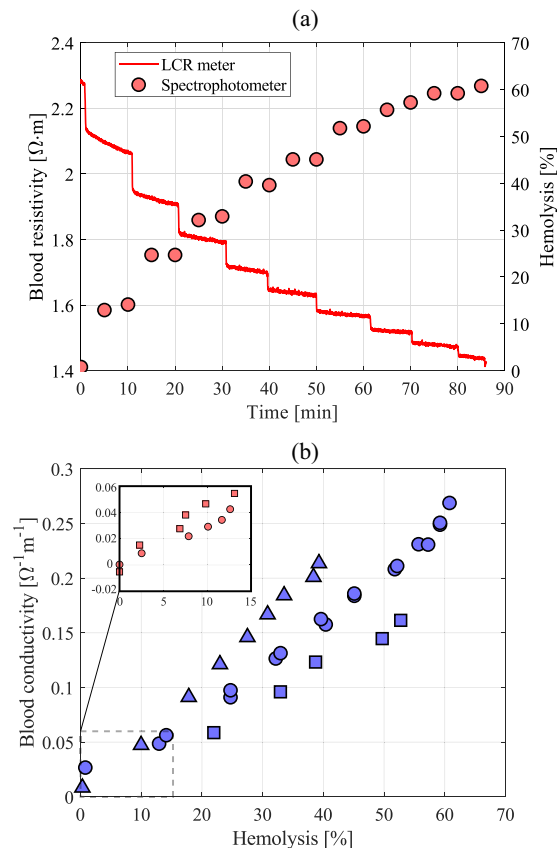 (a)
2.4
2.2
2
1.8
1.6
1.4
70
60
50
40
30
20
10
0
LCR meter
Spectrophotometer
Blood resistivity [Ω·m]
Hemolysis [%]
0 10 20 30 40 50 60 70 80 90
Time [min]
(b)
0.3
0.25
0.2
0.15
0.1
0.05
0
0.06
0.04
0.02
0
-0.02
0 5 10 15
Blood conductivity [Ω⁻¹m⁻¹]
0 10 20 30 40 50 60 70
Hemolysis [%]